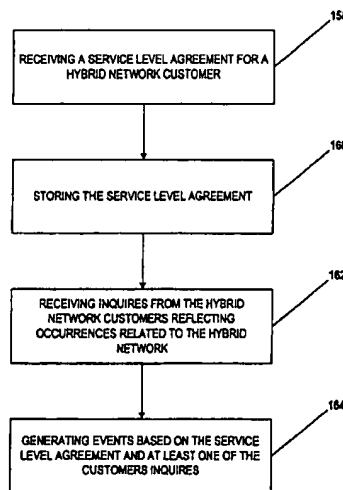 158
RECEIVING A SERVICE LEVEL AGREEMENT FOR A
HYBRID NETWORK CUSTOMER
160
STORING THE SERVICE LEVEL AGREEMENT
162
RECEIVING INQUIRES FROM THE HYBRID
NETWORK CUSTOMERS REFLECTING
OCCURRENCES RELATED TO THE HYBRID
NETWORK
164
GENERATING EVENTS BASED ON THE SERVICE
LEVEL AGREEMENT AND AT LEAST ONE OF THE
CUSTOMERS INQUIRES